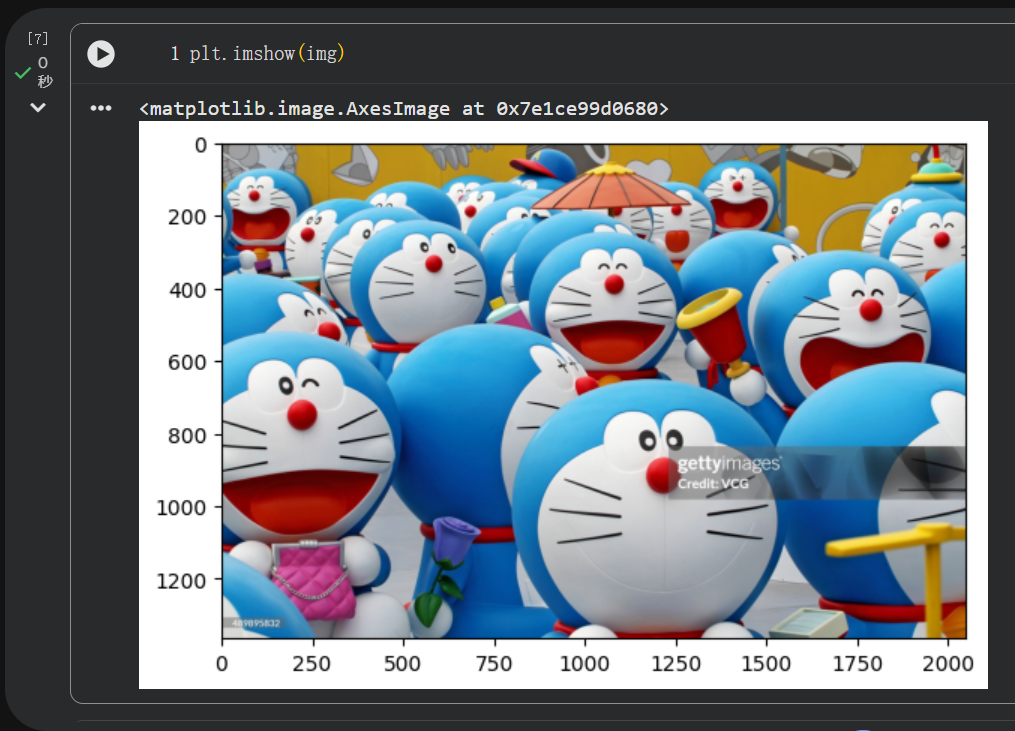 [7]
0
秒
1 plt.imshow(img)
<matplotlib.image.AxesImage at 0x7e1ce99d0680>
0
200
400
600
800
1000
1200
gettyimages
Credit: VCG
489895832
0 250 500 750 1000 1250 1500 1750 2000